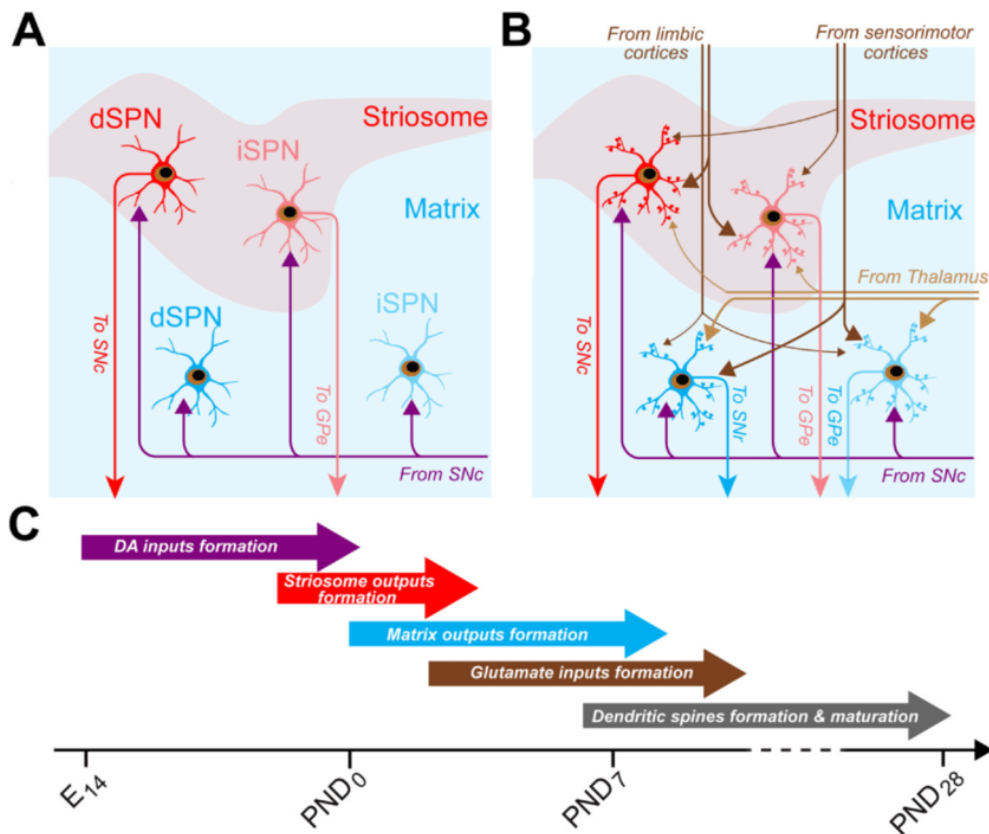 A
dSPN
iSPN
Striosome
Matrix
dSPN
iSPN
To SNc
To GPe
From SNc
B
From limbic
cortices
From sensorimotor
cortices
Striosome
Matrix
From Thalamus
To SNc
To SNr
To GPe
To GPe
From SNc
C
DA inputs formation
Striosome outputs
formation
Matrix outputs formation
Glutamate inputs formation
Dendritic spines formation & maturation
E14
PND0
PND7
PND28